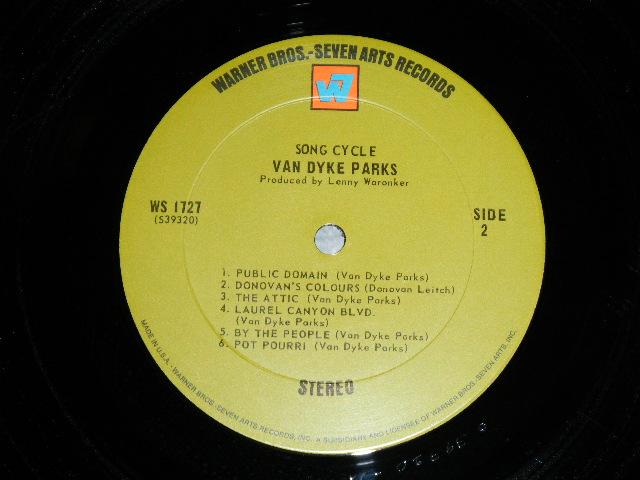 WARNER BROS.-SEVEN ARTS RECORDS
W7
SONG CYCLE
VAN DYKE PARKS
Produced by Lenny Waronker
WS 1727
(S39320)
SIDE
2
1. PUBLIC DOMAIN (Van Dyke Parks)
2. DONOVAN'S COLOURS (Donovan Leitch)
3. THE ATTIC (Van Dyke Parks)
4. LAUREL CANYON BLVD.
(Van Dyke Parks)
5. BY THE PEOPLE (Van Dyke Parks)
6. POT POURRI (Van Dyke Parks)
STEREO
MADE IN U.S.A. · WARNER BROS.-SEVEN ARTS RECORDS, INC. A SUBSIDIARY AND LICENSEE OF WARNER BROS.-SEVEN ARTS, INC.